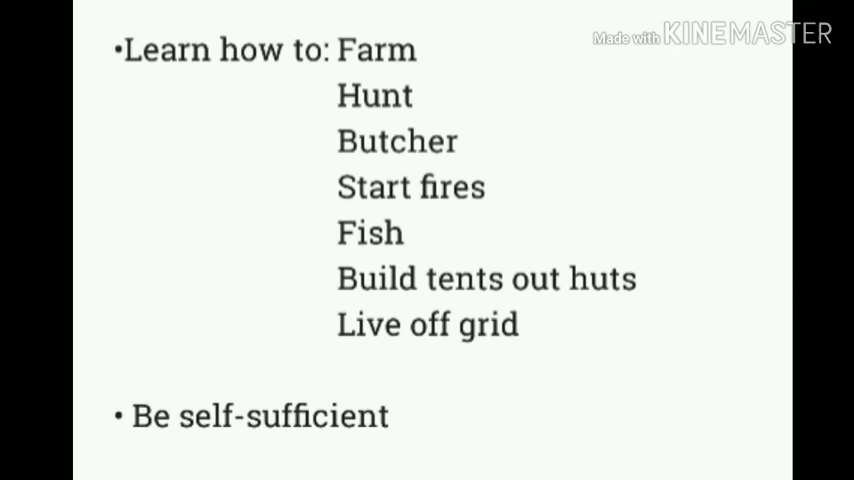 Made with KINEMASTER
•Learn how to: Farm
Hunt
Butcher
Start fires
Fish
Build tents out huts
Live off grid
• Be self-sufficient